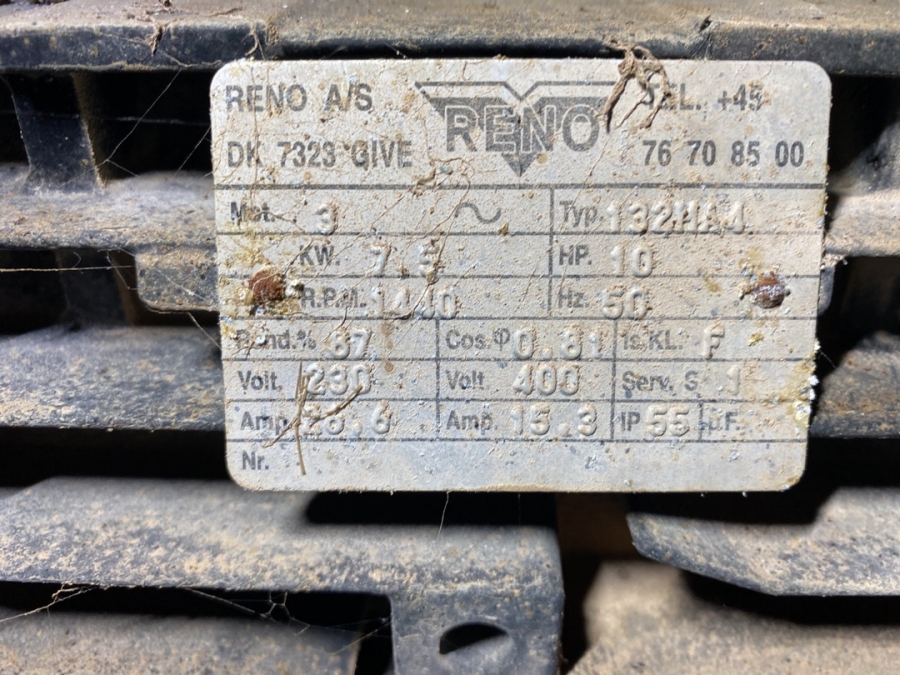 RENO A/S RENO TEL. +45
DK 7323 GIVE 76 70 85 00
Mot. 3 ~ Typ. 132MA4
KW. 7.5 HP. 10
R.P.M. 1440 Hz. 50
Rend.% 87 Cos.φ 0.81 Is.KL. F
Volt. 230 Volt 400 Serv. S 1
Amp. 26.6 Amp. 15.3 IP 55 μF.
Nr.